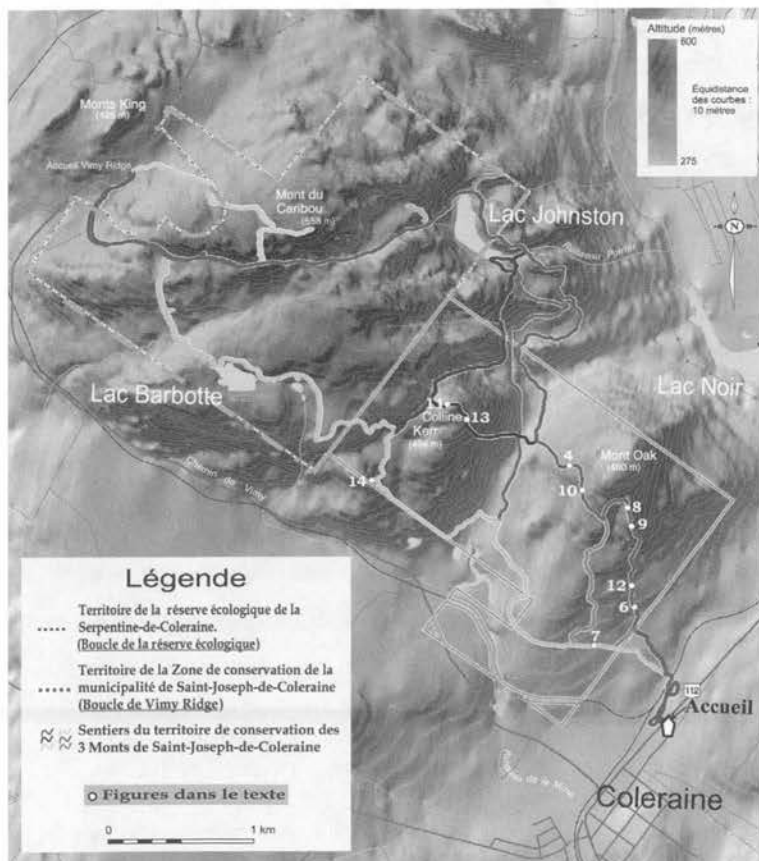 Altitude (mètres)
600
Équidistance
des courbes :
10 mètres
275
Monts King
Accueil Vimy Ridge
Mont du
Caribou
Lac Johnston
N
Lac Barbotte
Lac Noir
11
Colline
Kerr
13
4
Mont Oak
10
14
8
9
Chemin de Vimy
12
6
7
112
Accueil
Coleraine
Légende
Territoire de la réserve écologique de la
Serpentine-de-Coleraine.
(Boucle de la réserve écologique)
Territoire de la Zone de conservation de la
municipalité de Saint-Joseph-de-Coleraine
(Boucle de Vimy Ridge)
Sentiers du territoire de conservation des
3 Monts de Saint-Joseph-de-Coleraine
Figures dans le texte
0 1 km